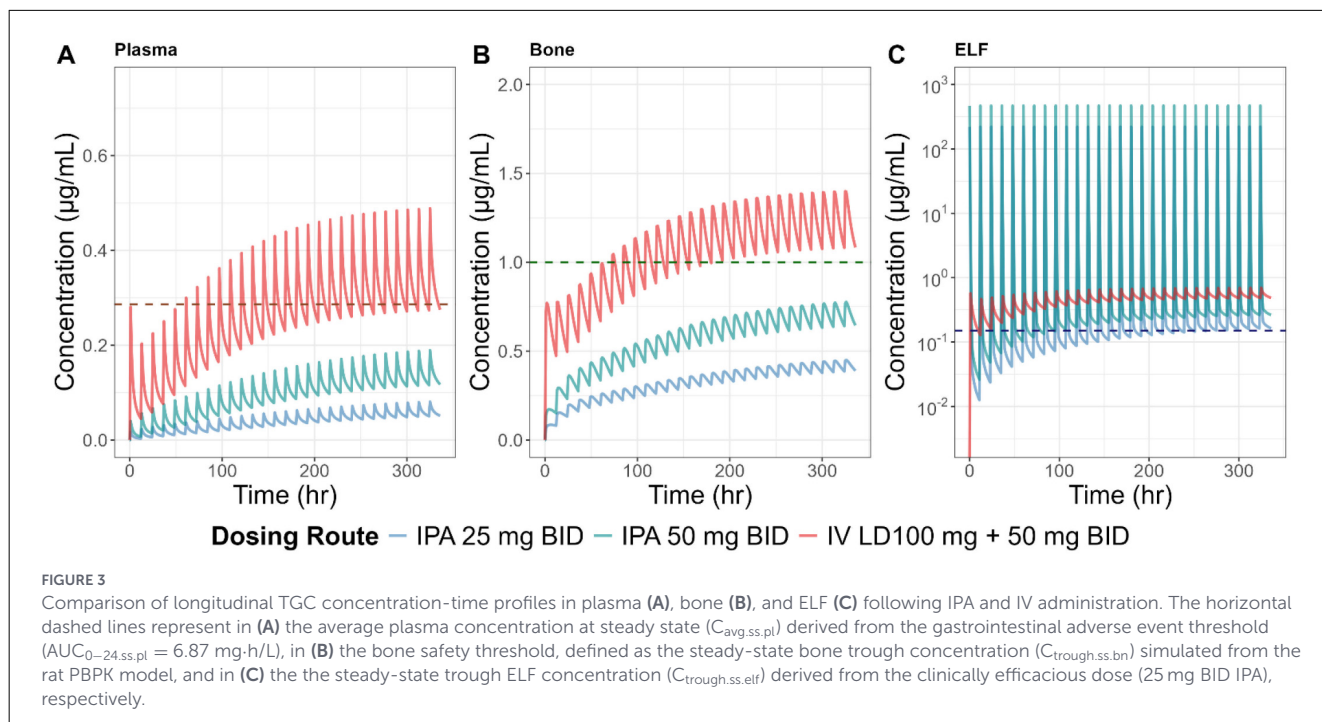 A Plasma
B Bone
C ELF
Concentration (µg/mL)
0.6
0.4
0.2
0.0
0 100 200 300
Time (hr)
Concentration (µg/mL)
2.0
1.5
1.0
0.5
0.0
0 100 200 300
Time (hr)
Concentration (µg/mL)
10³
10²
10¹
10⁰
10⁻¹
10⁻²
0 100 200 300
Time (hr)
Dosing Route IPA 25 mg BID IPA 50 mg BID IV LD100 mg + 50 mg BID
FIGURE 3
Comparison of longitudinal TGC concentration-time profiles in plasma (A), bone (B), and ELF (C) following IPA and IV administration. The horizontal
dashed lines represent in (A) the average plasma concentration at steady state (Cavg.ss.pl) derived from the gastrointestinal adverse event threshold
(AUC0−24.ss.pl = 6.87 mg·h/L), in (B) the bone safety threshold, defined as the steady-state bone trough concentration (Ctrough.ss.bn) simulated from the
rat PBPK model, and in (C) the the steady-state trough ELF concentration (Ctrough.ss.elf) derived from the clinically efficacious dose (25 mg BID IPA),
respectively.